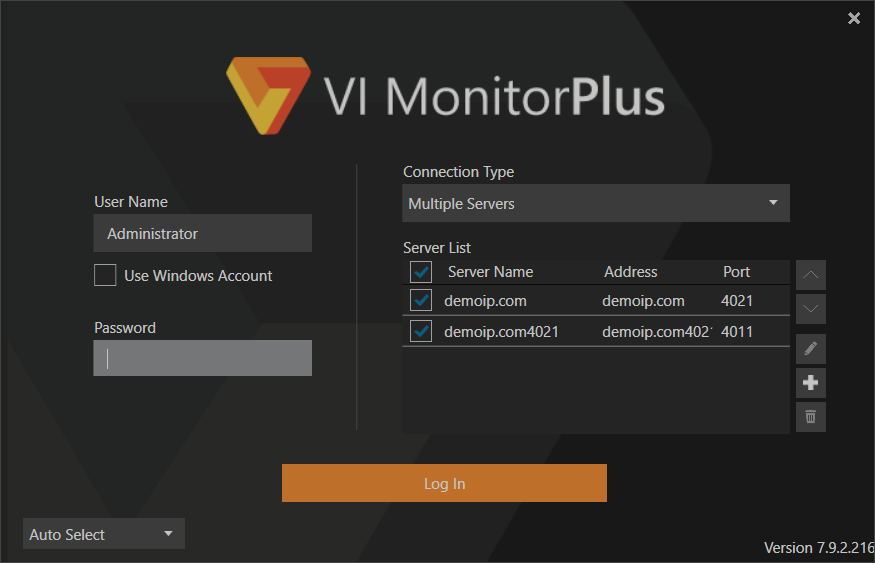 VI MonitorPlus
User Name
Administrator
Use Windows Account
Password
Connection Type
Multiple Servers
Server List
Server Name Address Port
demoip.com demoip.com 4021
demoip.com4021 demoip.com402 4011
Log In
Auto Select
Version 7.9.2.216